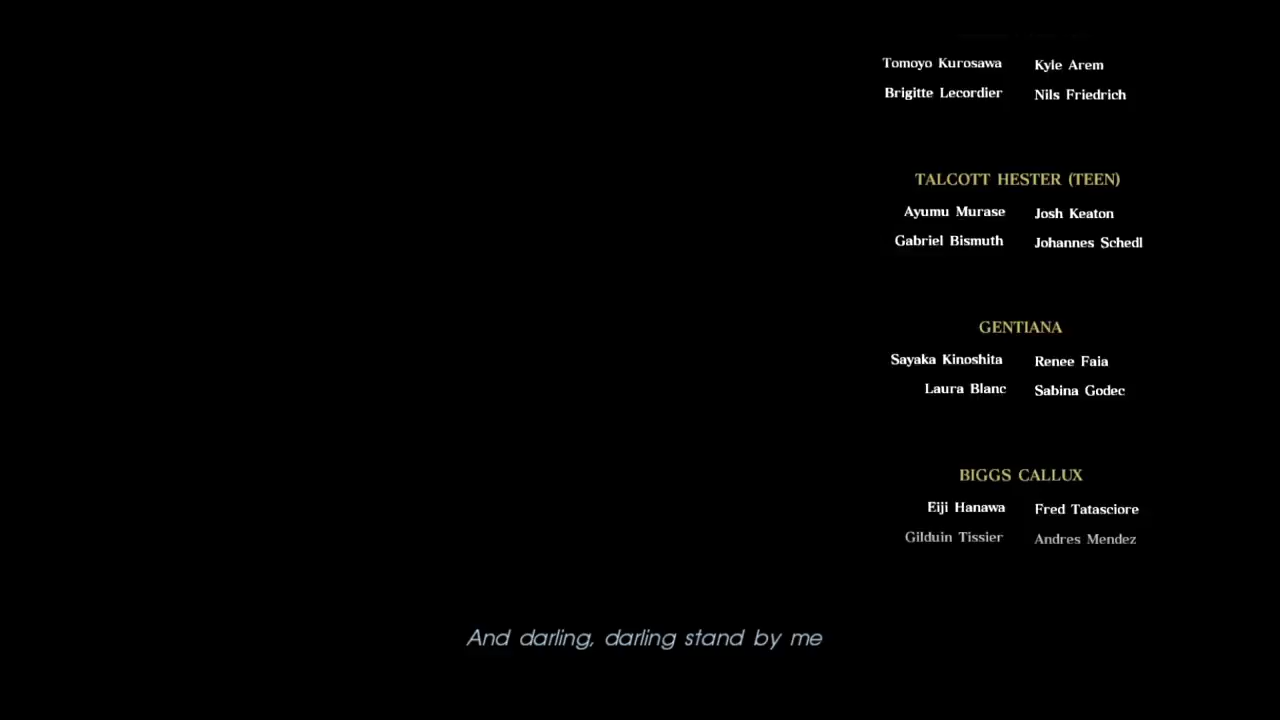 Tomoyo Kurosawa Kyle Arem
Brigitte Lecordier Nils Friedrich
TALCOTT HESTER (TEEN)
Ayumu Murase Josh Keaton
Gabriel Bismuth Johannes Schedl
GENTIANA
Sayaka Kinoshita Renee Faia
Laura Blanc Sabina Godec
BIGGS CALLUX
Eiji Hanawa Fred Tatasciore
Gilduin Tissier Andres Mendez
And darling, darling stand by me